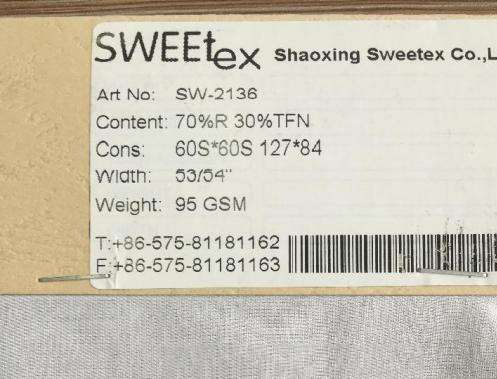 SWEEtex Shaoxing Sweetex Co.,L
Art No: SW-2136
Content: 70%R 30%TFN
Cons: 60S*60S 127*84
Width: 53/54"
Weight: 95 GSM
T:+86-575-81181162
F:+86-575-81181163